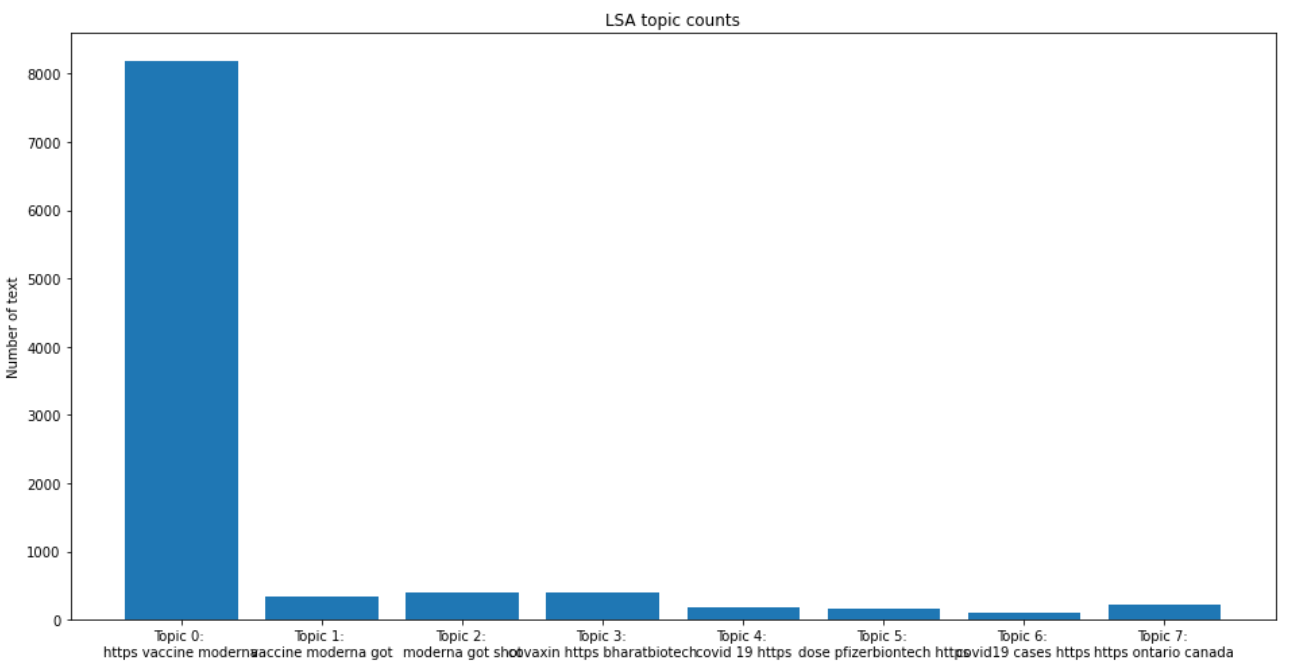 LSA topic counts
8000
7000
6000
5000
4000
3000
2000
1000
0
Number of text
Topic 0:
https vaccine moderna
Topic 1:
vaccine moderna got
Topic 2:
moderna got shot
Topic 3:
covaxin https bharatbiotech
Topic 4:
covid 19 https
Topic 5:
dose pfizerbiontech https
Topic 6:
covid19 cases https
Topic 7:
https ontario canada